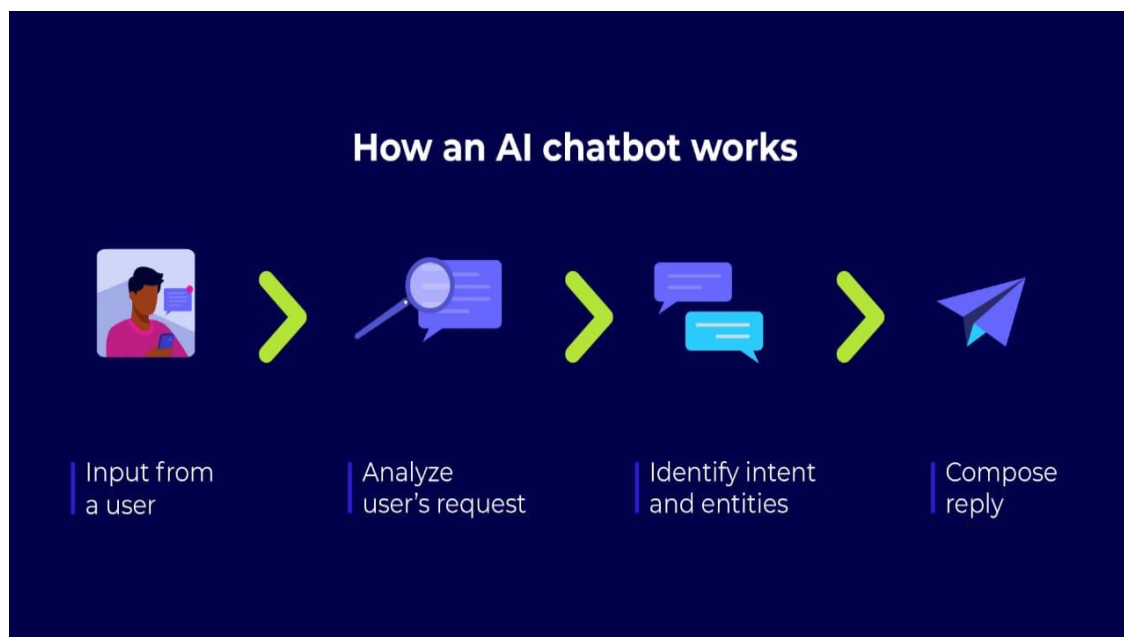 How an AI chatbot works
Input from
a user
Analyze
user's request
Identify intent
and entities
Compose
reply